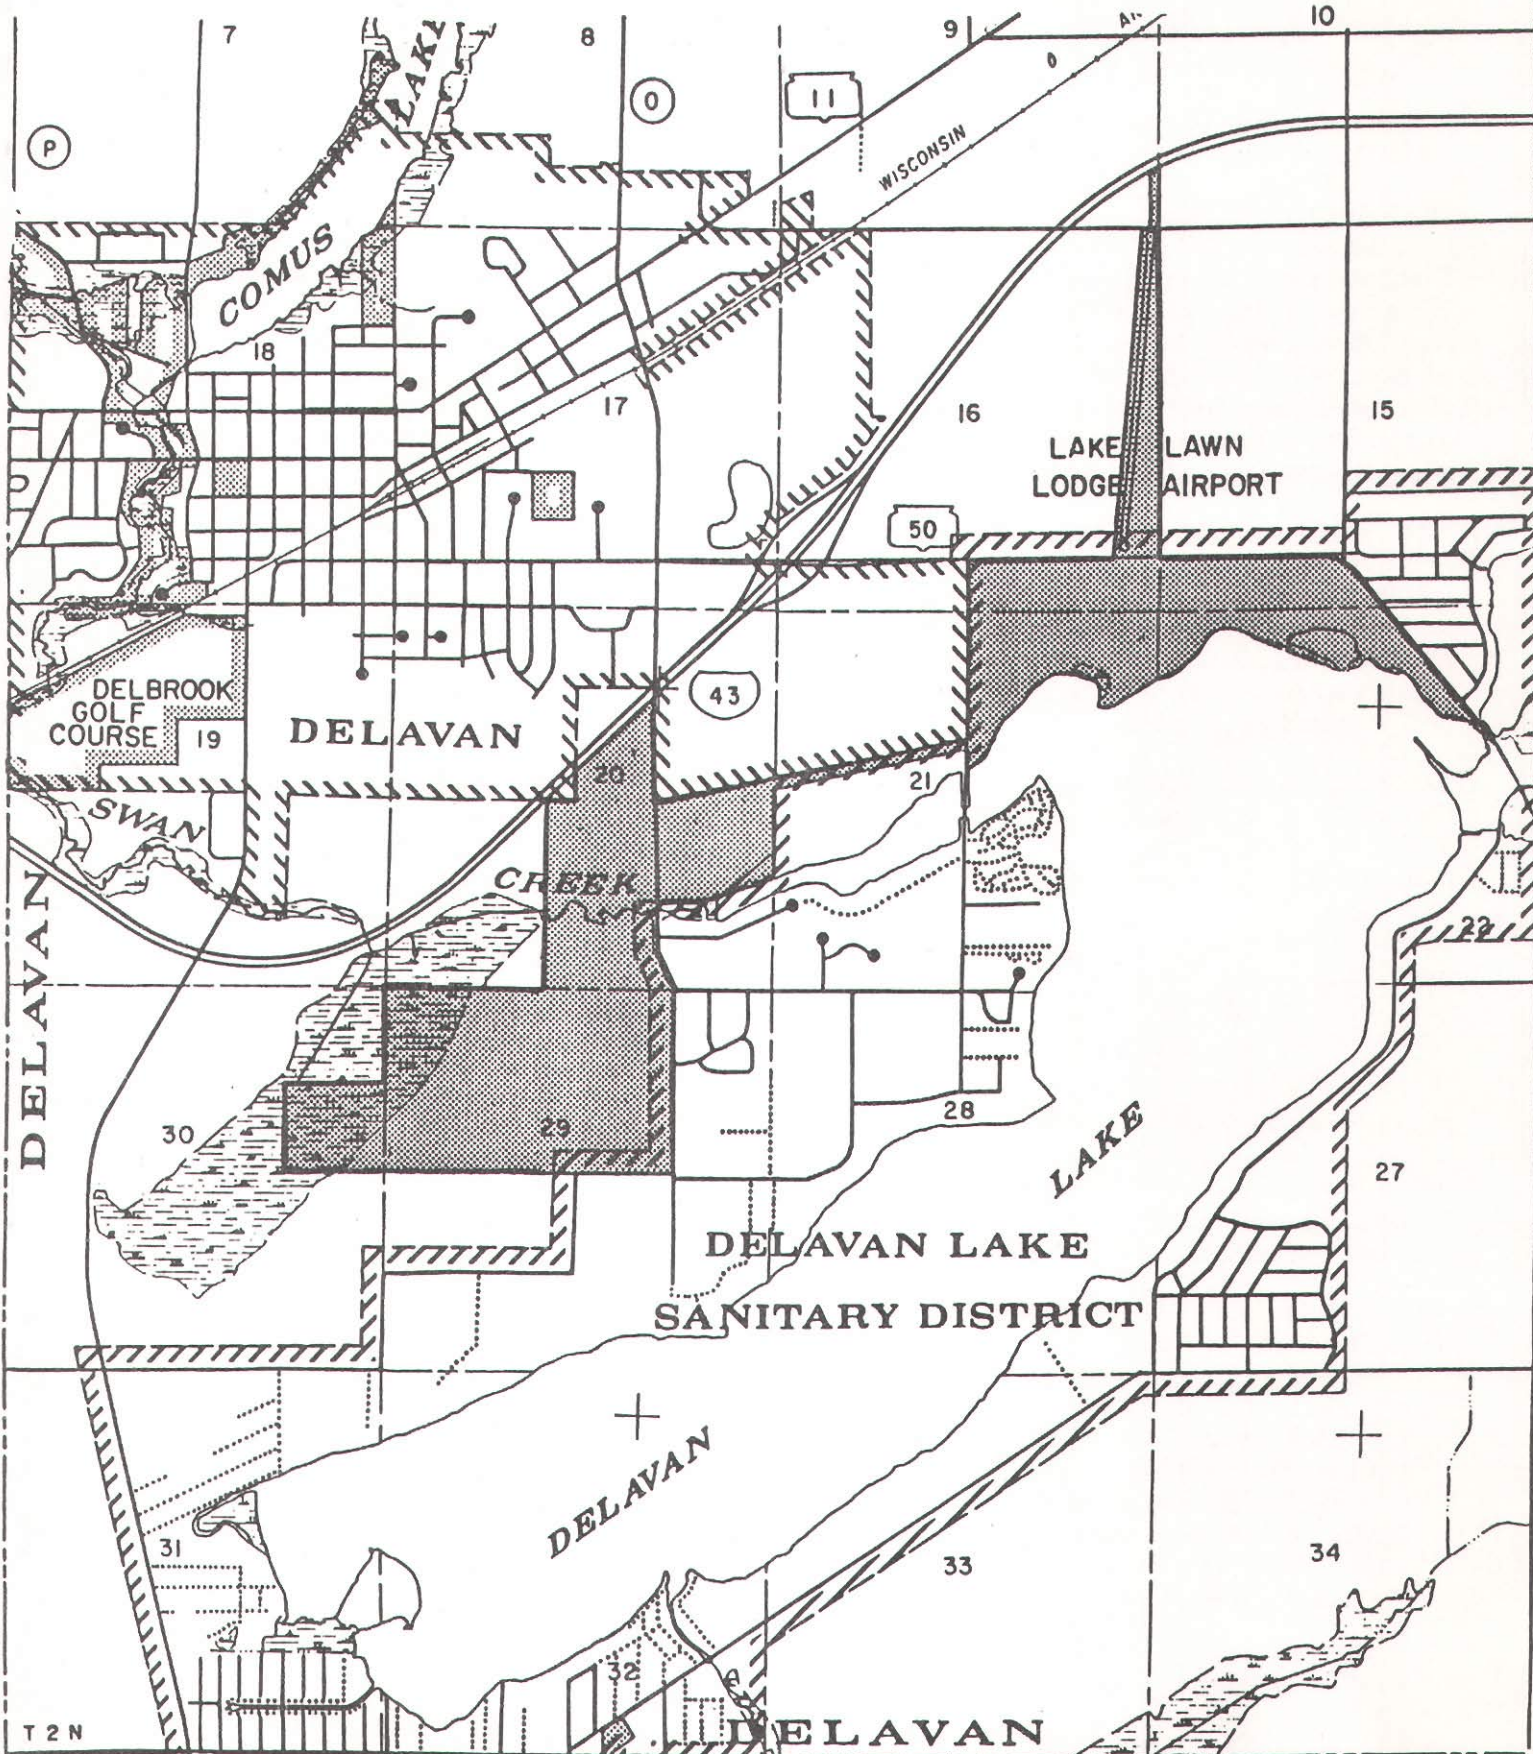 7
8
9
10
LAKE
O
11
P
WISCONSIN
COMUS
18
17
16
15
LAKE LAWN
LODGE AIRPORT
50
DELBROOK
GOLF
COURSE
19
DELAVAN
43
20
21
SWAN
CREEK
DELAVAN
22
30
29
28
27
LAKE
DELAVAN LAKE
SANITARY DISTRICT
DELAVAN
31
33
34
32
T 2 N
DELAVAN